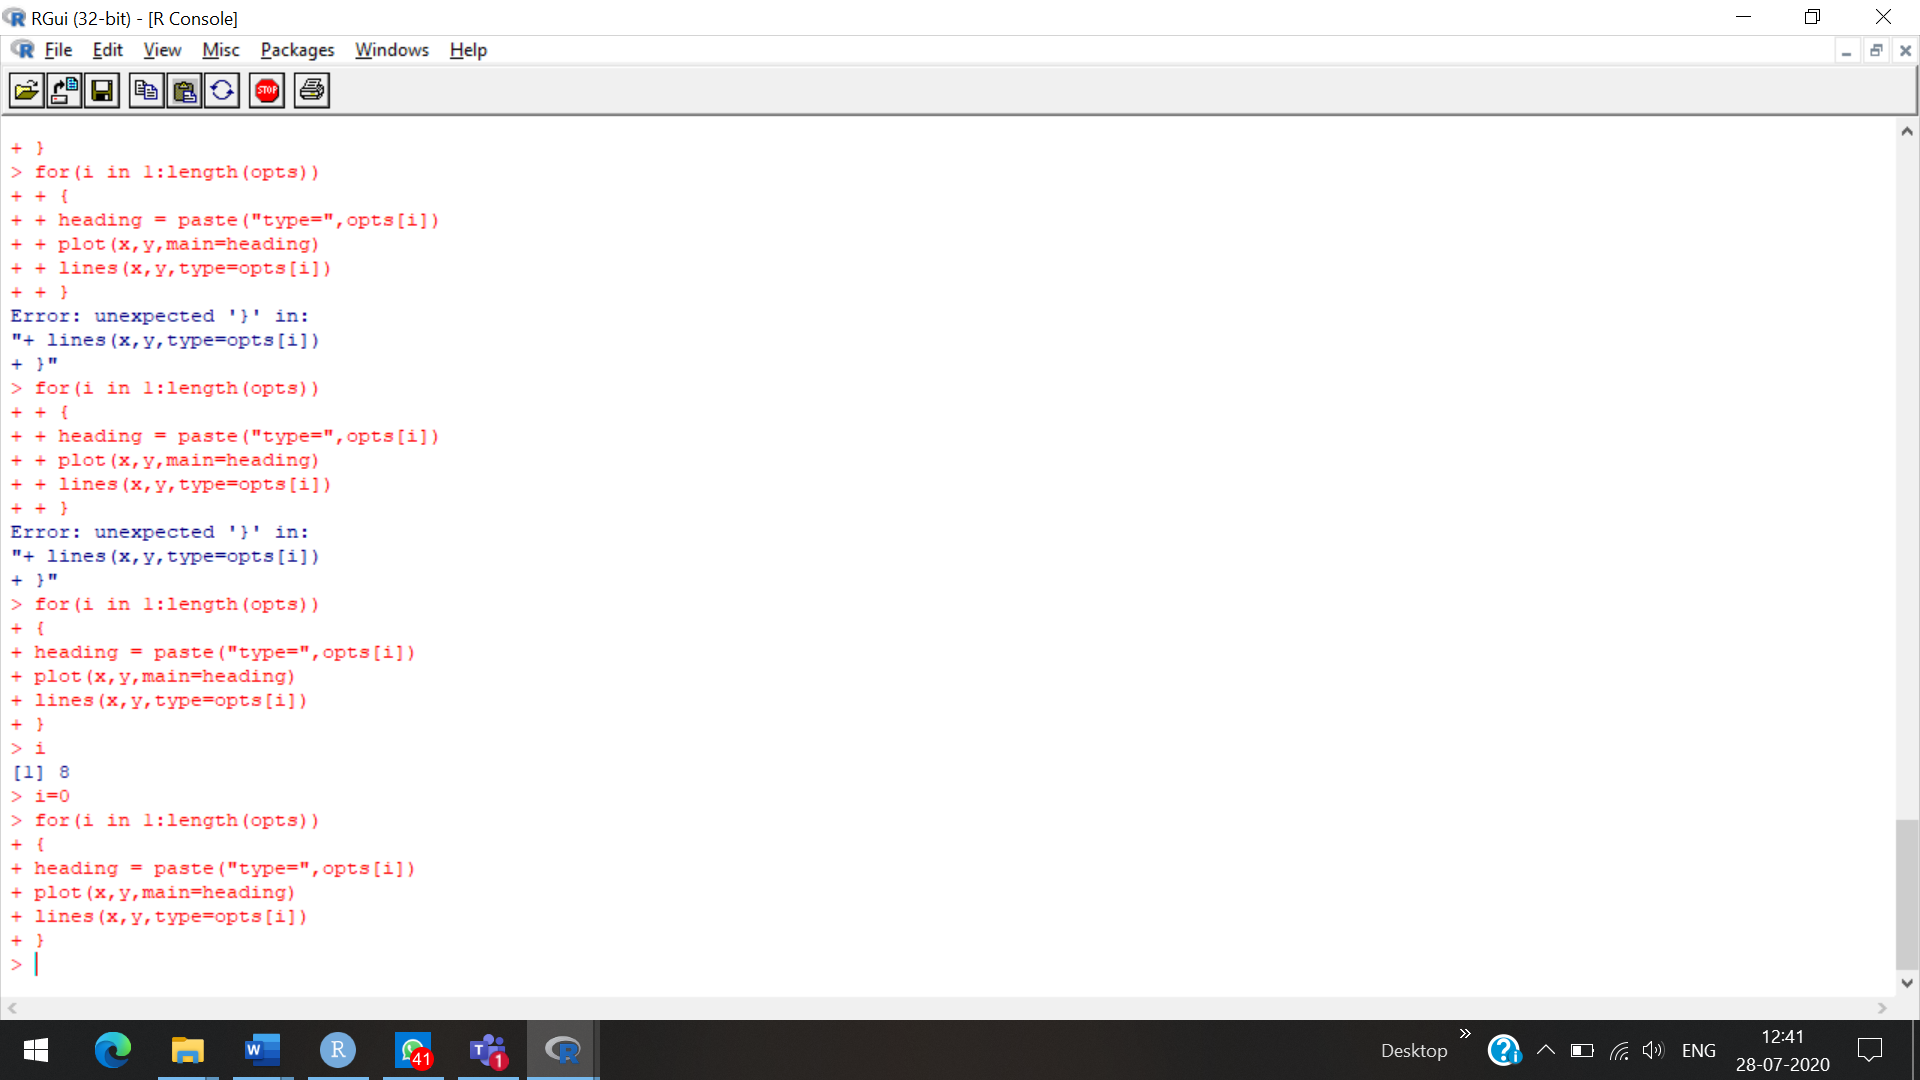 RGui (32-bit) - [R Console]
File Edit View Misc Packages Windows Help
STOP
+ }
> for(i in 1:length(opts))
+ + {
+ + heading = paste("type=",opts[i])
+ + plot(x,y,main=heading)
+ + lines(x,y,type=opts[i])
+ + }
Error: unexpected '}' in:
"+ lines(x,y,type=opts[i])
+ }"
> for(i in 1:length(opts))
+ + {
+ + heading = paste("type=",opts[i])
+ + plot(x,y,main=heading)
+ + lines(x,y,type=opts[i])
+ + }
Error: unexpected '}' in:
"+ lines(x,y,type=opts[i])
+ }"
> for(i in 1:length(opts))
+ {
+ heading = paste("type=",opts[i])
+ plot(x,y,main=heading)
+ lines(x,y,type=opts[i])
+ }
> i
[1] 8
> i=0
> for(i in 1:length(opts))
+ {
+ heading = paste("type=",opts[i])
+ plot(x,y,main=heading)
+ lines(x,y,type=opts[i])
+ }
>
W R 41 T 1 R Desktop » ? ENG 12:41
28-07-2020